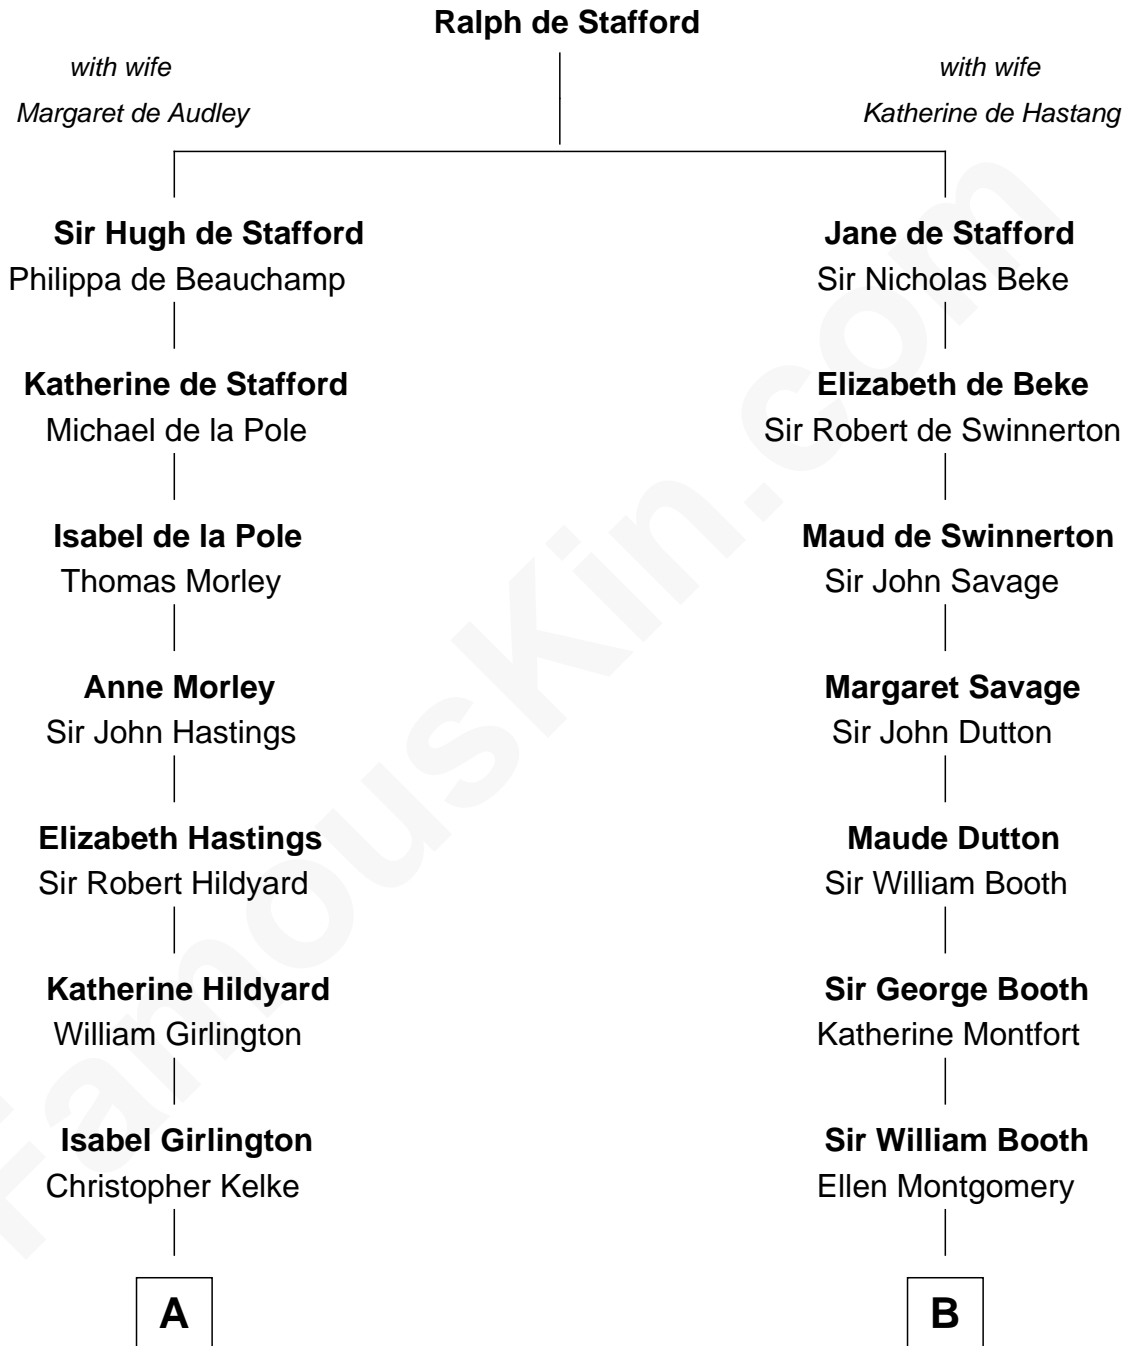 Ralph de Stafford
with wife
Margaret de Audley
with wife
Katherine de Hastang
Sir Hugh de Stafford
Philippa de Beauchamp
Jane de Stafford
Sir Nicholas Beke
Katherine de Stafford
Michael de la Pole
Elizabeth de Beke
Sir Robert de Swinnerton
Isabel de la Pole
Thomas Morley
Maud de Swinnerton
Sir John Savage
Anne Morley
Sir John Hastings
Margaret Savage
Sir John Dutton
Elizabeth Hastings
Sir Robert Hildyard
Maude Dutton
Sir William Booth
Katherine Hildyard
William Girlington
Sir George Booth
Katherine Montfort
Isabel Girlington
Christopher Kelke
Sir William Booth
Ellen Montgomery
A
B
FamousKin.com